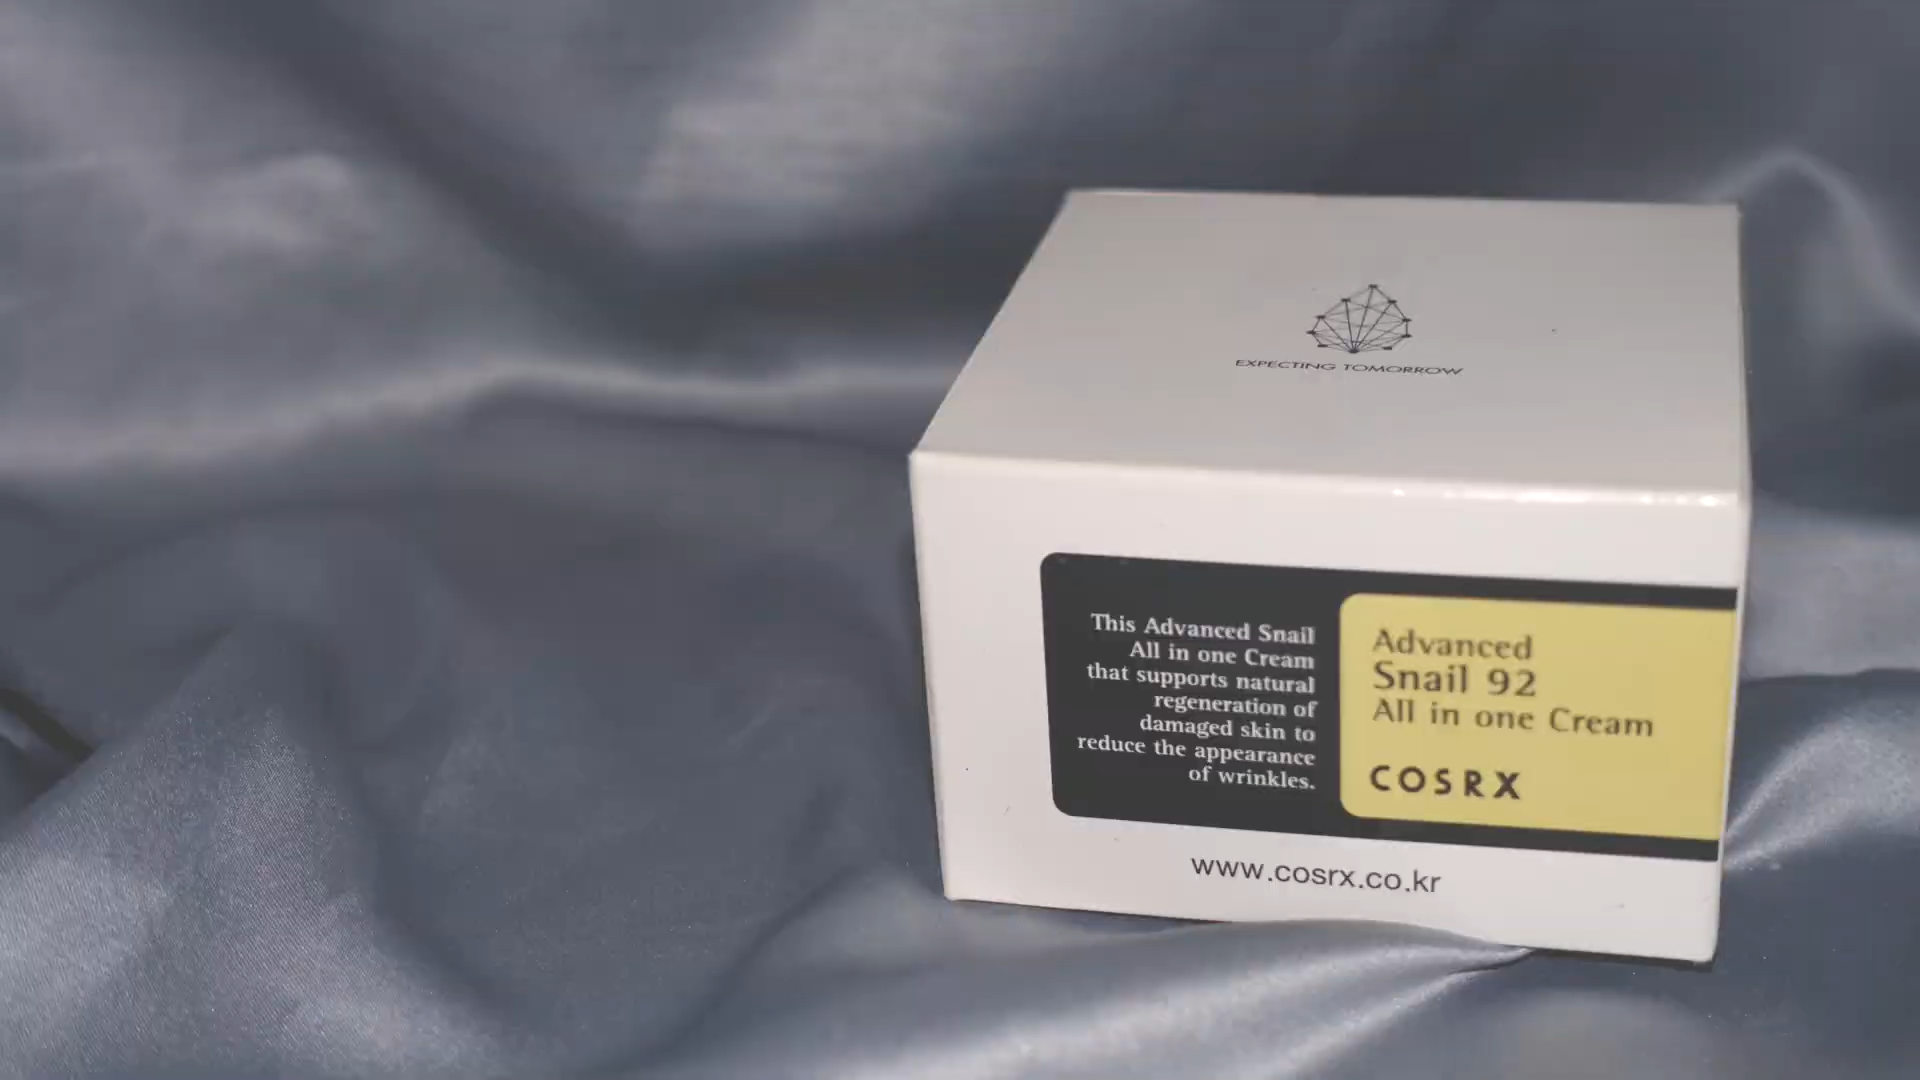 EXPECTING TOMORROW
This Advanced Snail
All in one Cream
that supports natural
regeneration of
damaged skin to
reduce the appearance
of wrinkles.
Advanced
Snail 92
All in one Cream
COSRX
www.cosrx.co.kr